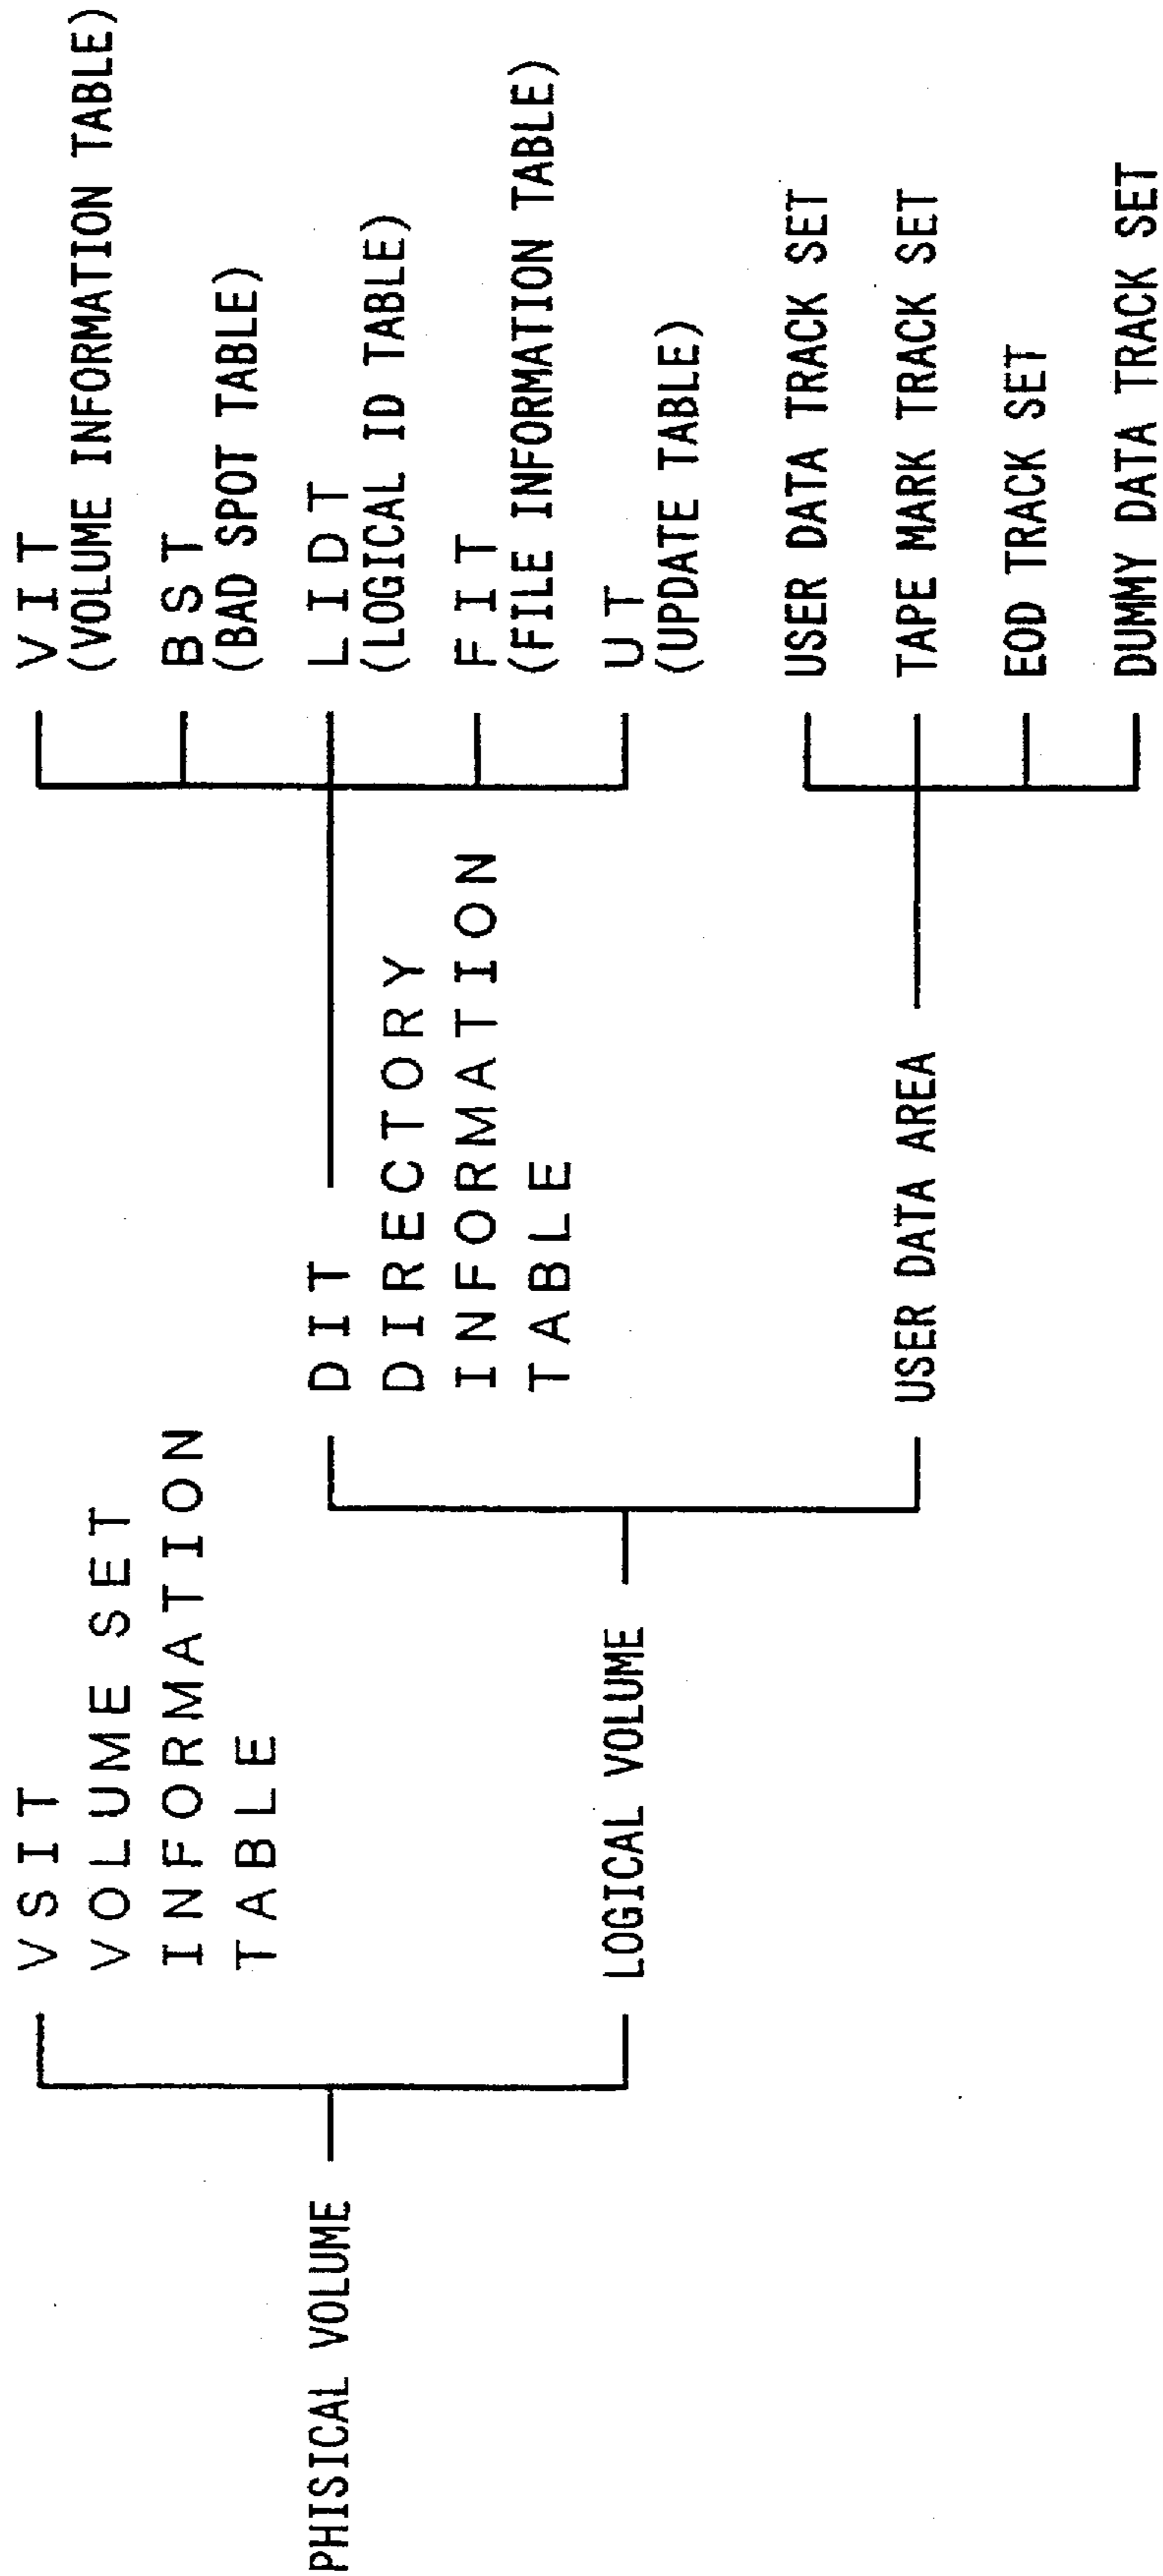 PHISICAL VOLUME
VSIT
VOLUME SET
INFORMATION
TABLE
LOGICAL VOLUME
DIT
DIRECTORY
INFORMATION
TABLE
USER DATA AREA
VIT
(VOLUME INFORMATION TABLE)
BST
(BAD SPOT TABLE)
LIDT
(LOGICAL ID TABLE)
FIT
(FILE INFORMATION TABLE)
UT
(UPDATE TABLE)
USER DATA TRACK SET
TAPE MARK TRACK SET
EOD TRACK SET
DUMMY DATA TRACK SET